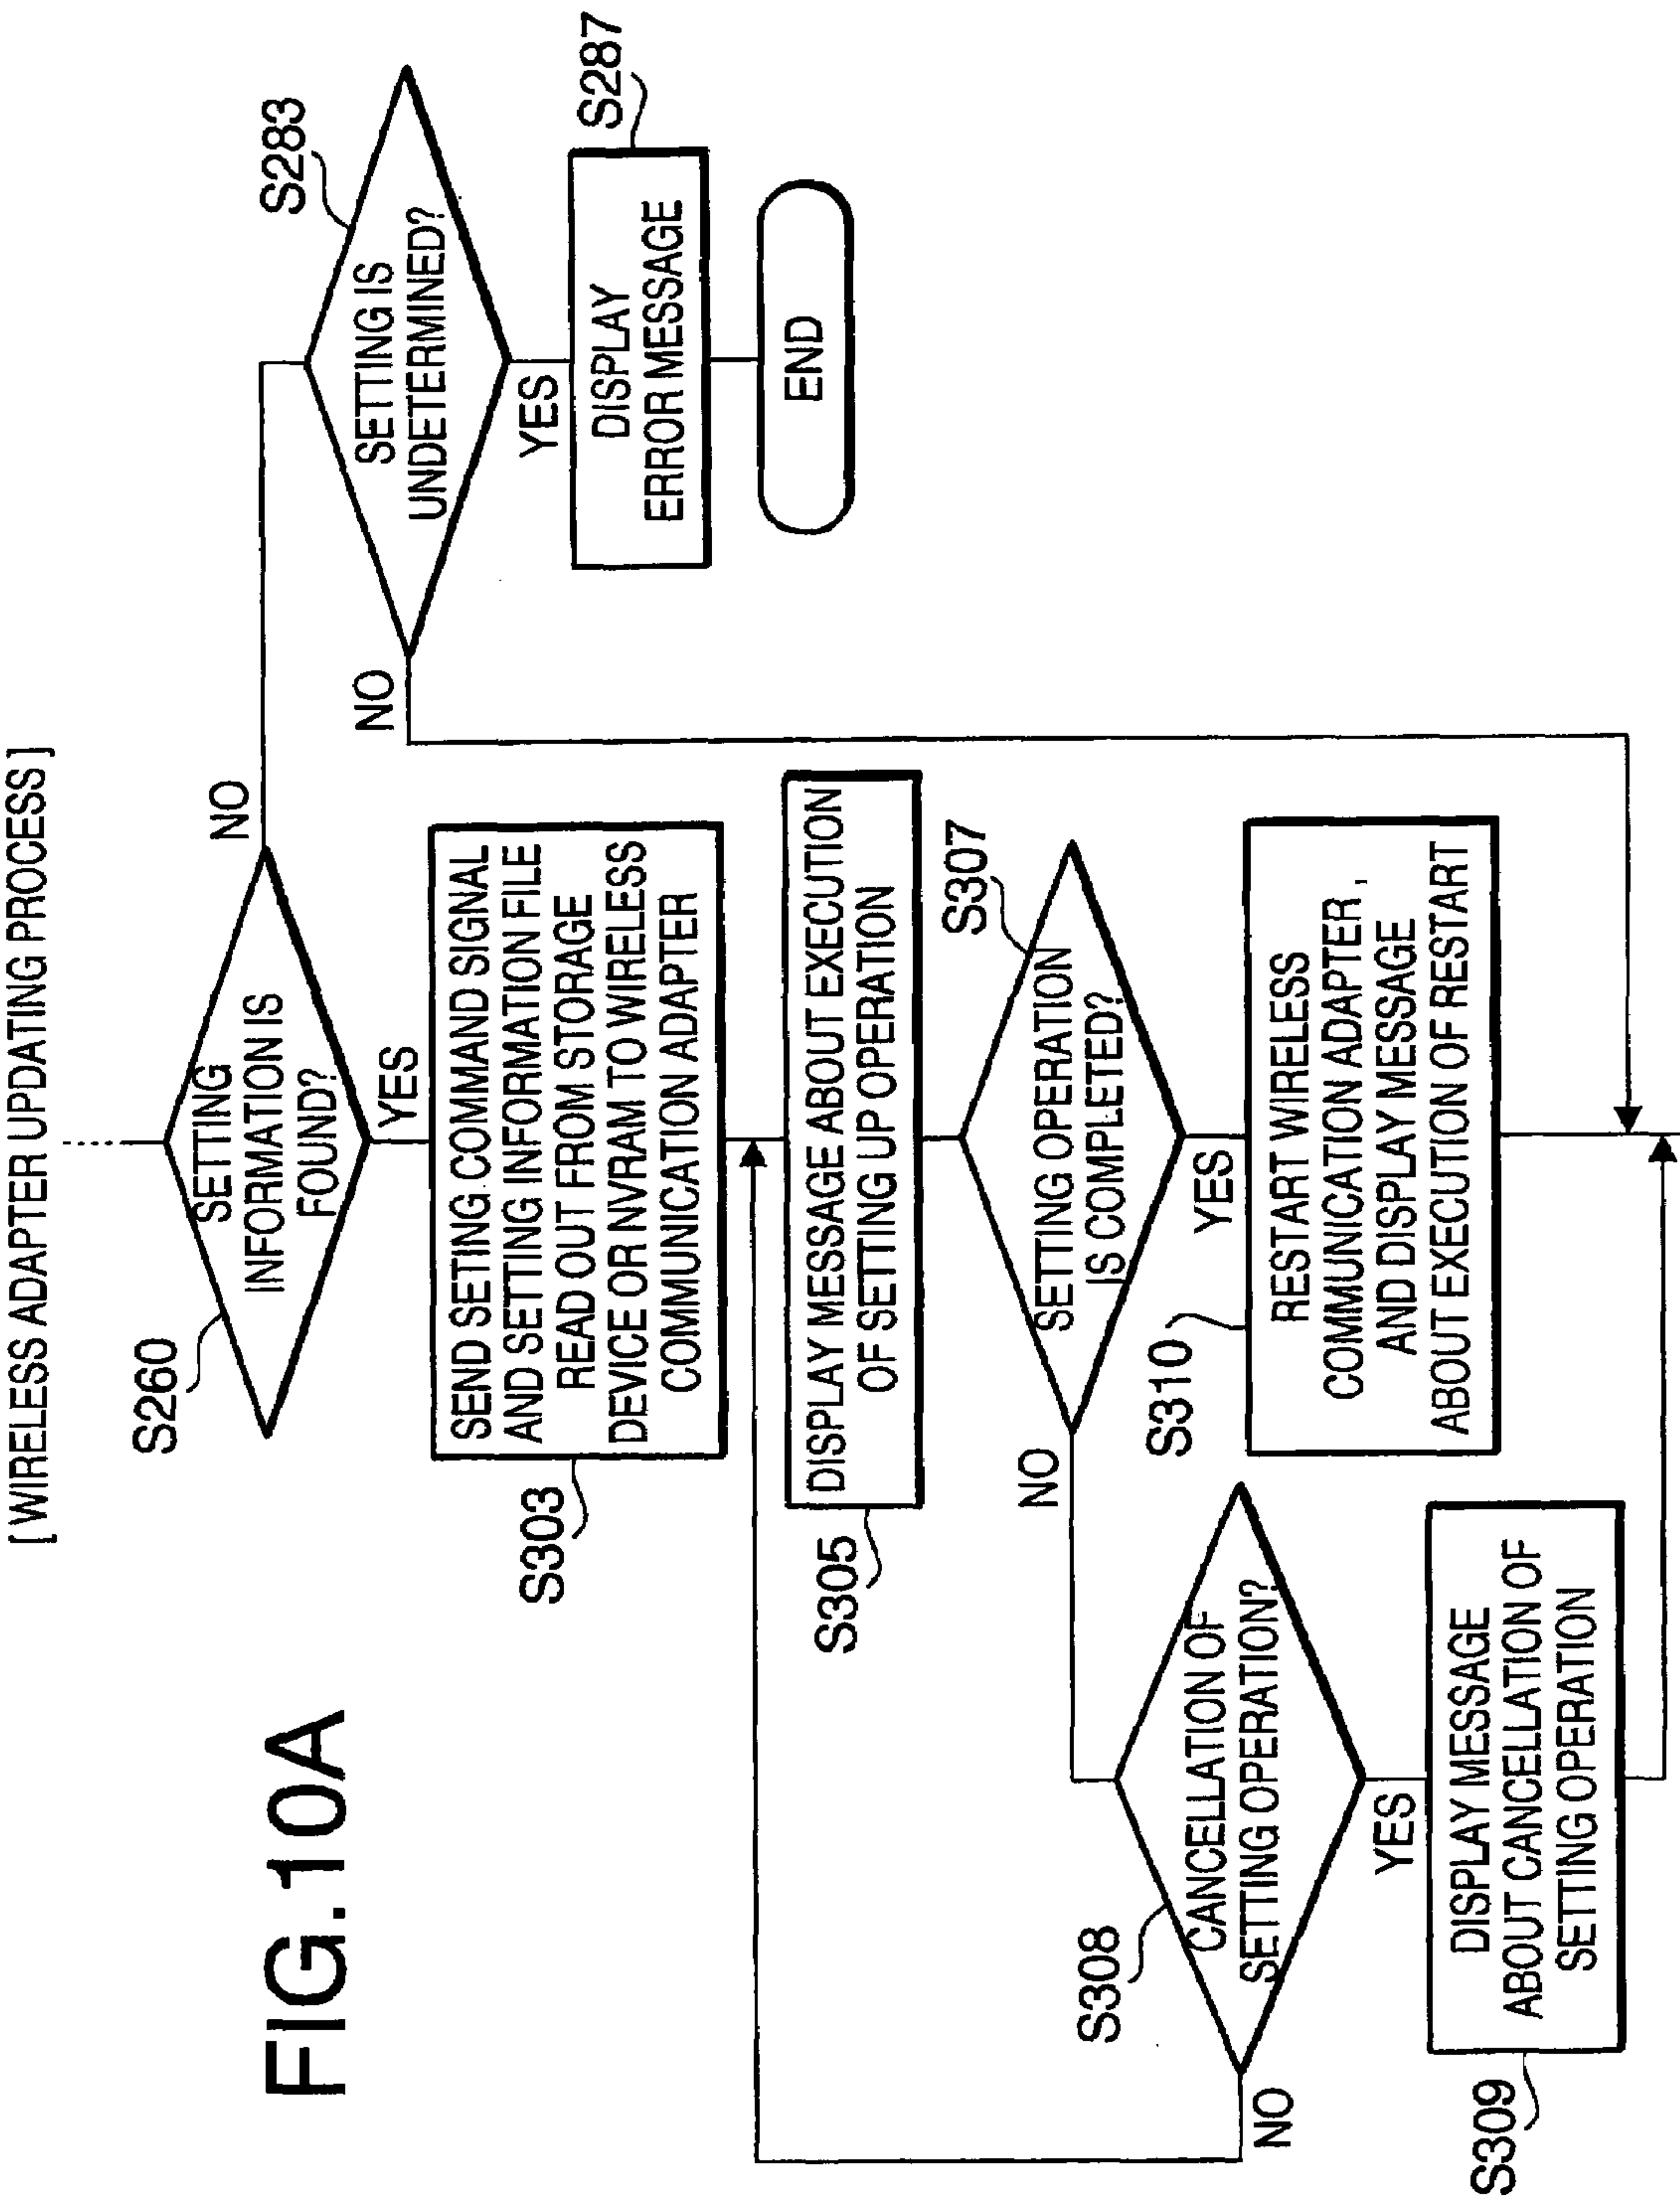 FIG.10A
[WIRELESS ADAPTER UPDATING PROCESS]
S260
SETTING
INFORMATION IS
FOUND?
NO
YES
S283
SETTING IS
UNDETERMINED?
NO
YES
S287
DISPLAY
ERROR MESSAGE
END
S303
SEND SETING COMMAND SIGNAL
AND SETTING INFORMATION FILE
READ OUT FROM STORAGE
DEVICE OR NVRAM TO WIRELESS
COMMUNICATION ADAPTER
S305
DISPLAY MESSAGE ABOUT EXECUTION
OF SETTING UP OPERATION
S307
SETTING OPERATION
IS COMPLETED?
NO
YES
S308
CANCELLATION OF
SETTING OPERATION?
NO
YES
S310
RESTART WIRELESS
COMMUNICATION ADAPTER,
AND DISPLAY MESSAGE
ABOUT EXECUTION OF RESTART
S309
DISPLAY MESSAGE
ABOUT CANCELLATION OF
SETTING OPERATION